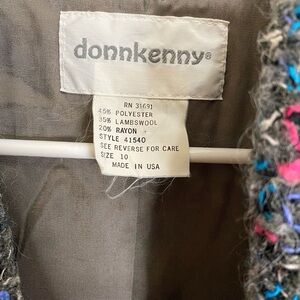 donnkenny®
RN 31691
45% POLYESTER
35% LAMBSWOOL
20% RAYON
STYLE 41540
SEE REVERSE FOR CARE
SIZE 10
MADE IN USA